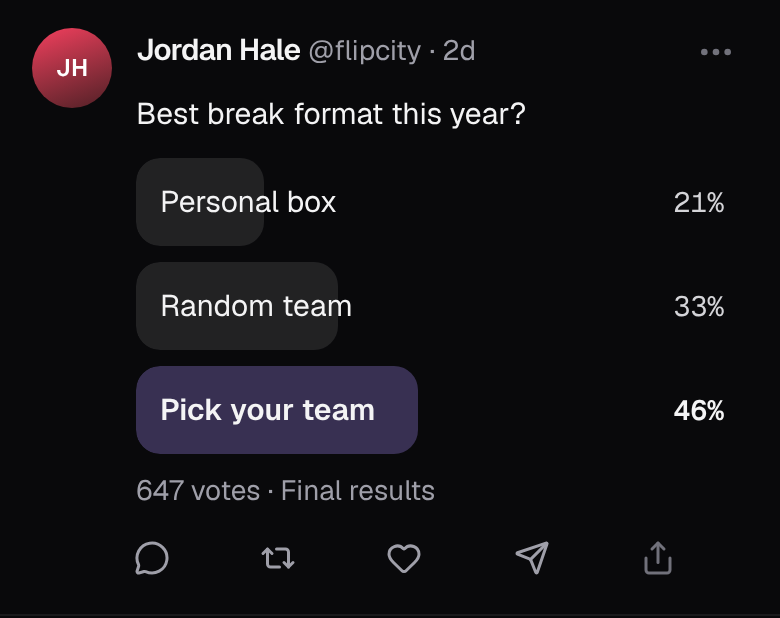 JH
Jordan Hale @flipcity · 2d
Best break format this year?
Personal box 21%
Random team 33%
Pick your team 46%
647 votes · Final results